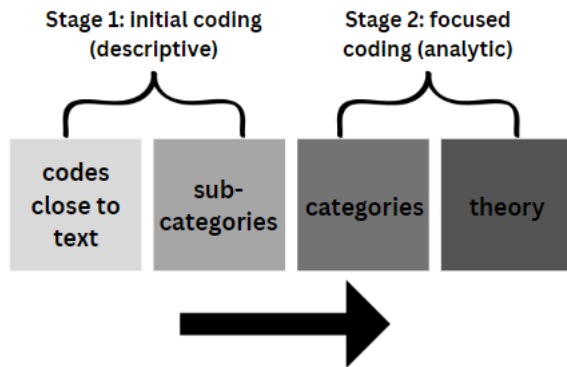 Stage 1: initial coding
(descriptive)
Stage 2: focused
coding (analytic)
codes
close to
text
sub-
categories
categories
theory